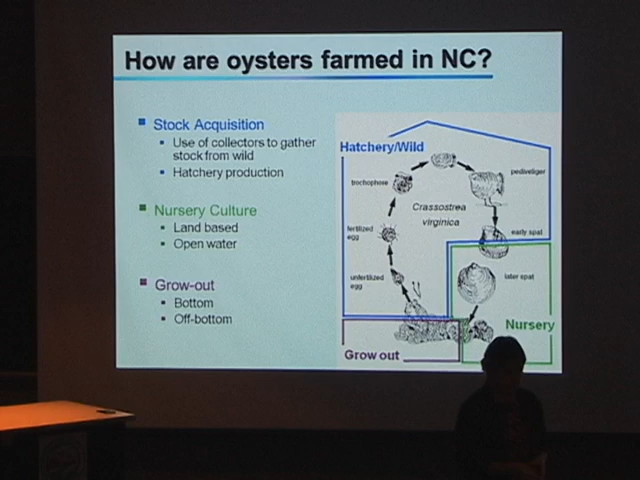 How are oysters farmed in NC?
Stock Acquisition
Use of collectors to gather
stock from wild
Hatchery production
Nursery Culture
Land based
Open water
Grow-out
Bottom
Off-bottom
Hatchery/Wild
trochophore
pediveliger
Crassostrea
virginica
fertilized
egg
early spat
unfertilized
egg
later spat
Nursery
Grow out